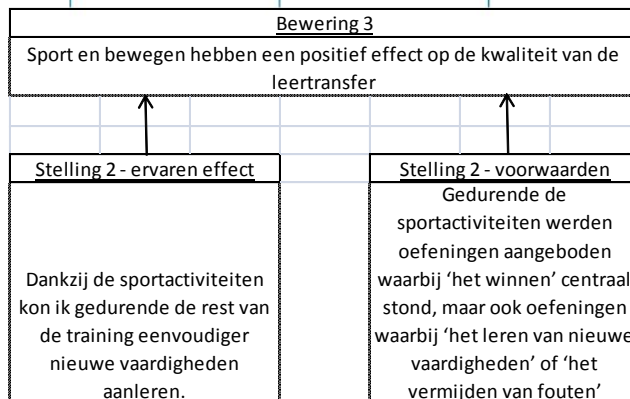 Bewering 3
Sport en bewegen hebben een positief effect op de kwaliteit van de
leertransfer
Stelling 2 - ervaren effect
Dankzij de sportactiviteiten
kon ik gedurende de rest van
de training eenvoudiger
nieuwe vaardigheden
aanleren.
Stelling 2 - voorwaarden
Gedurende de
sportactiviteiten werden
oefeningen aangeboden
waarbij ‘het winnen’ centraal
stond, maar ook oefeningen
waarbij ‘het leren van nieuwe
vaardigheden’ of ‘het
vermijden van fouten’